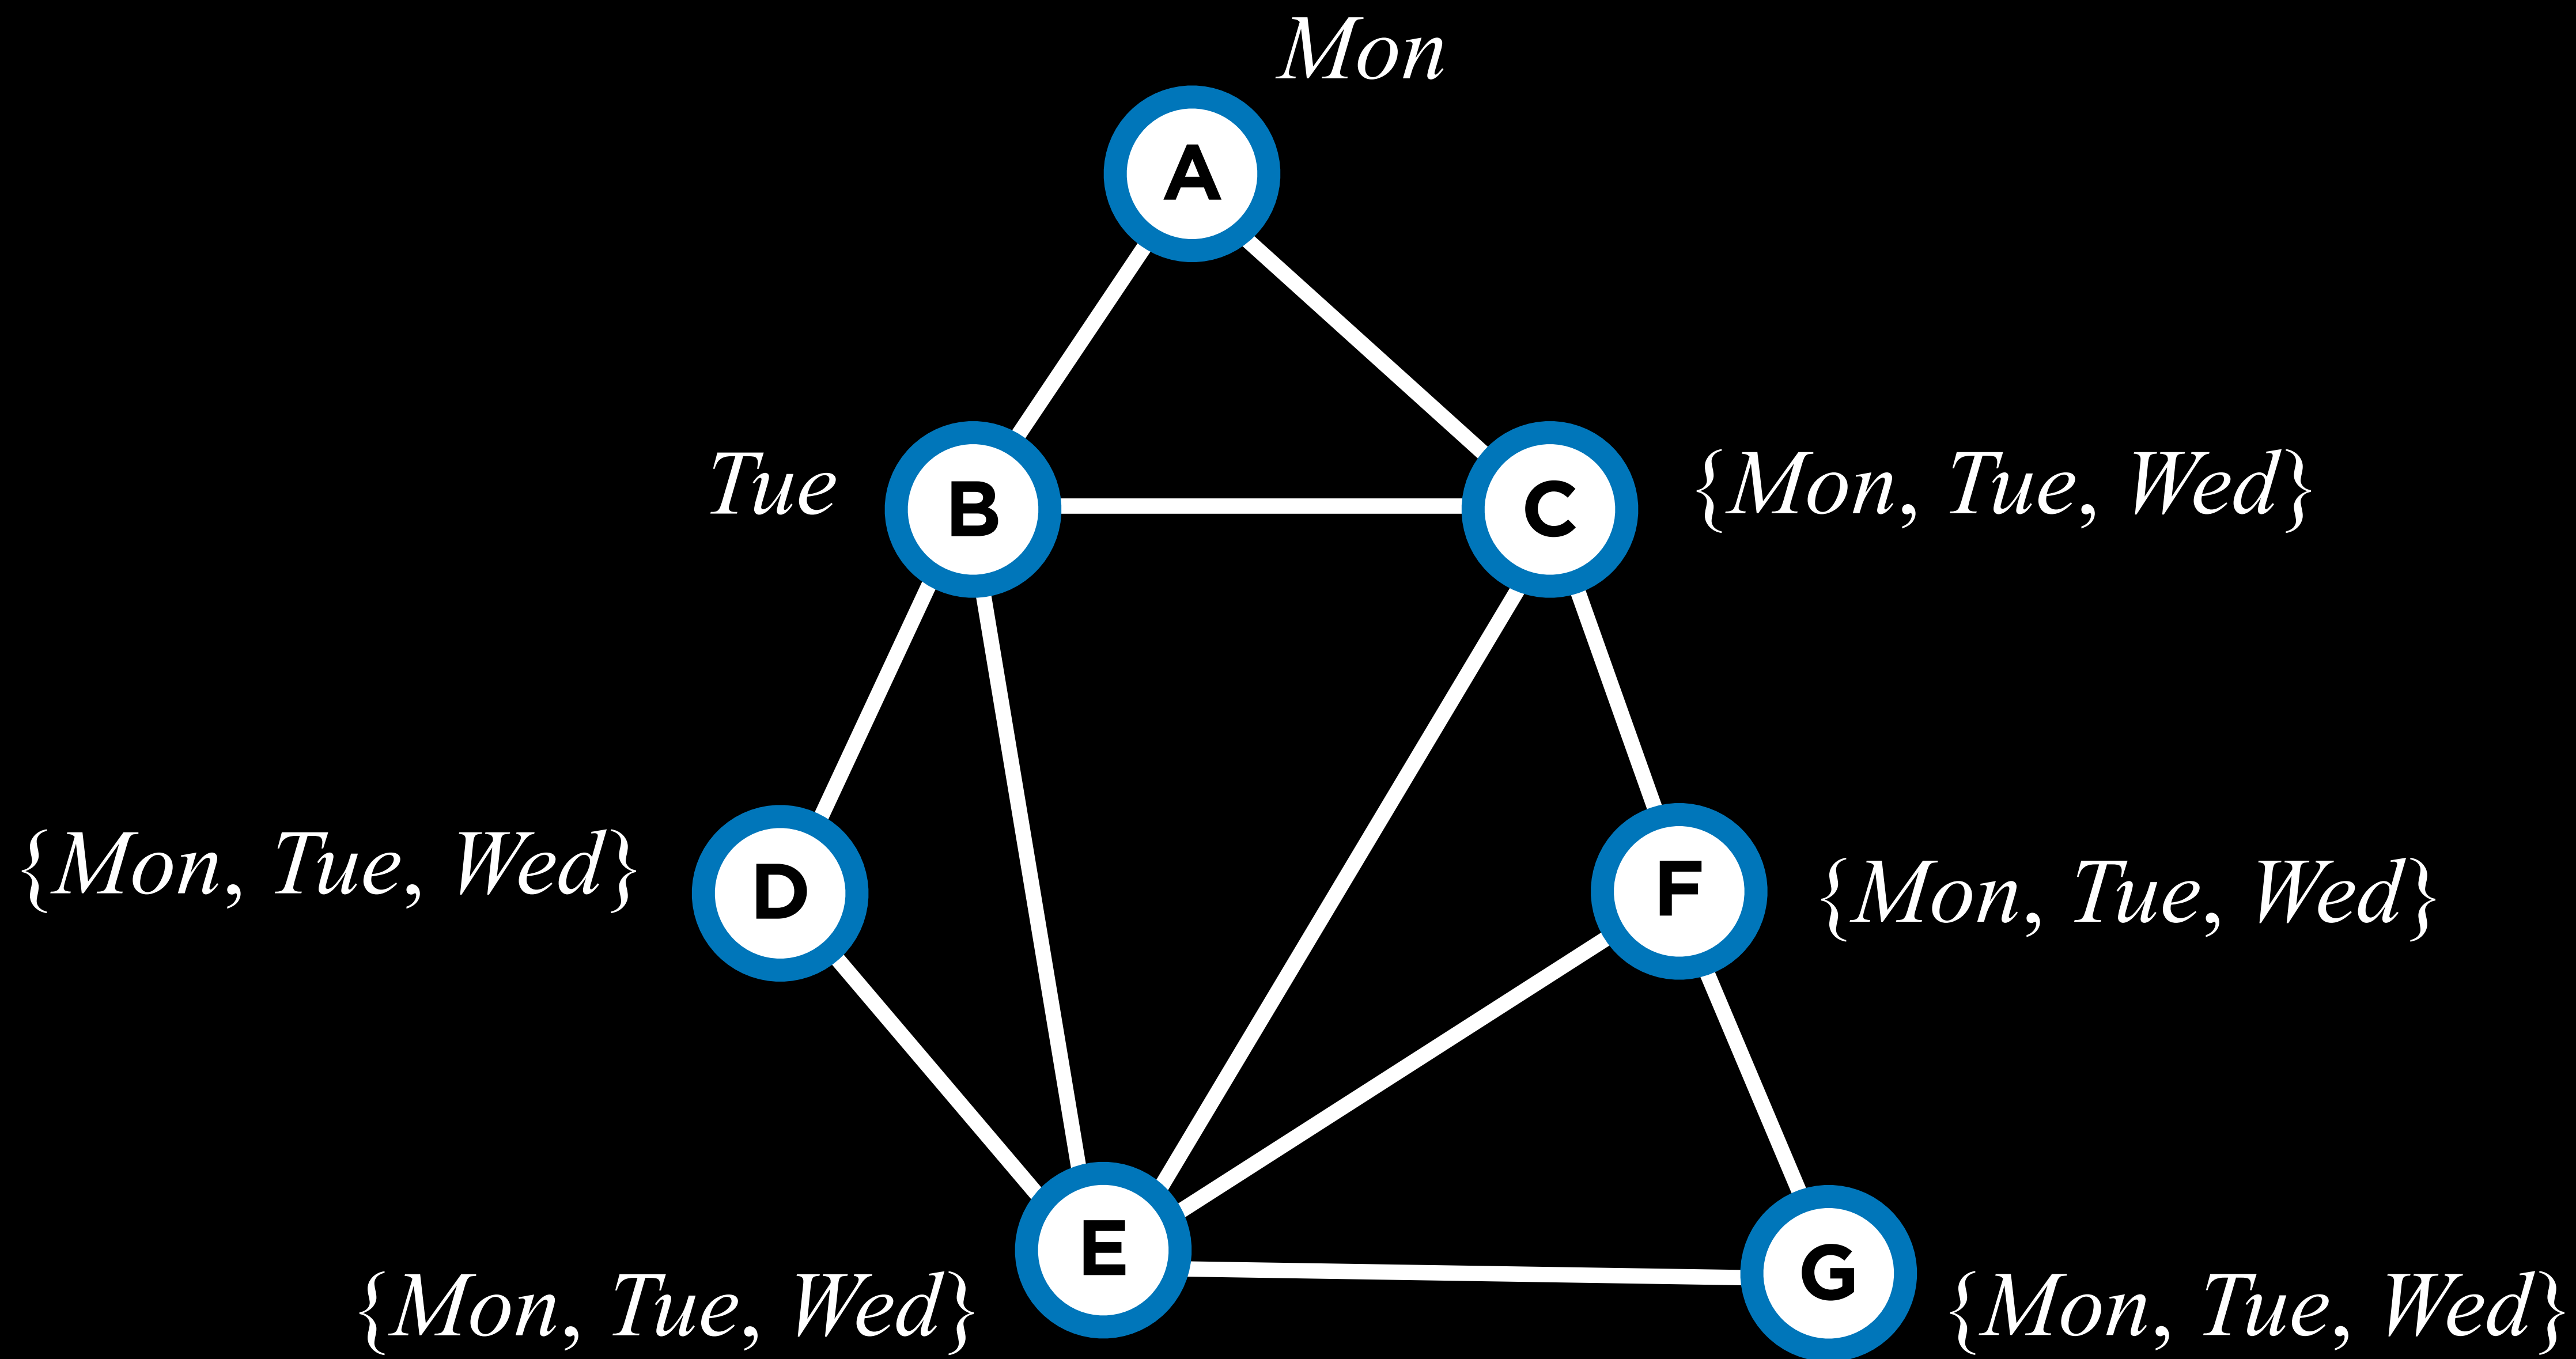 Mon
A
Tue
B
C
{Mon, Tue, Wed}
{Mon, Tue, Wed}
D
F
{Mon, Tue, Wed}
E
G
{Mon, Tue, Wed}
{Mon, Tue, Wed}